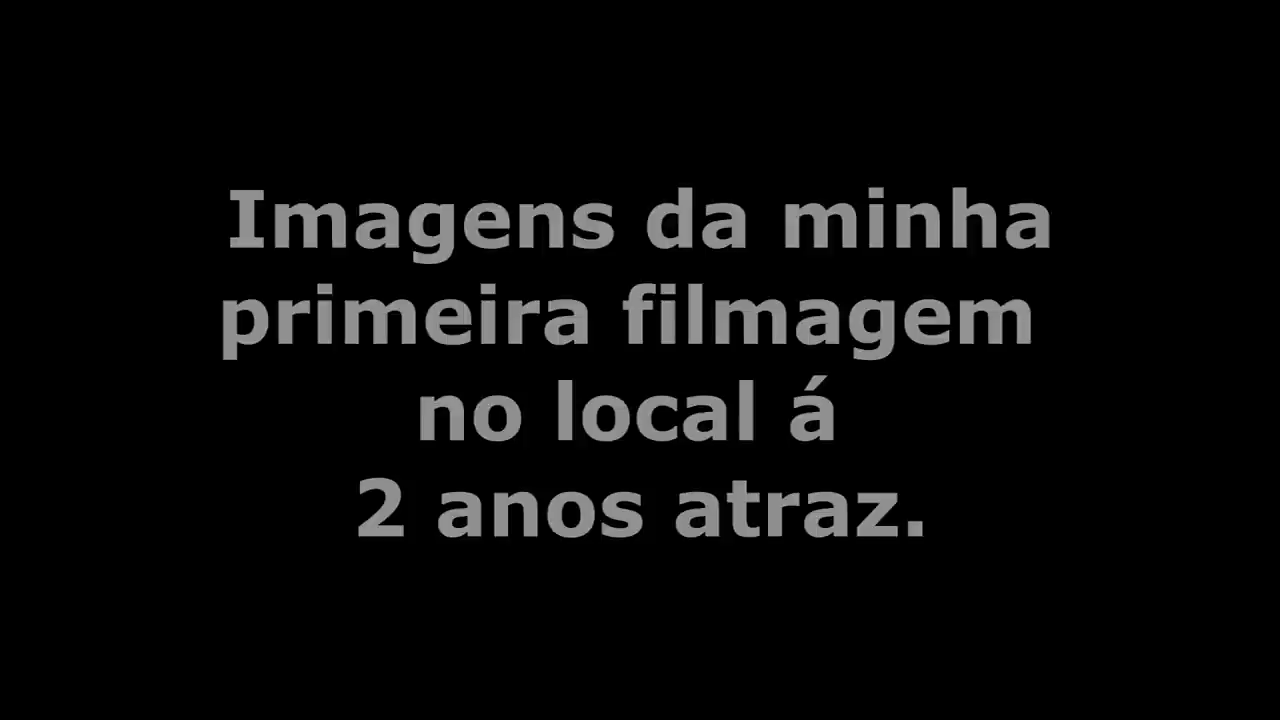 Imagens da minha
primeira filmagem
no local á
2 anos atraz.